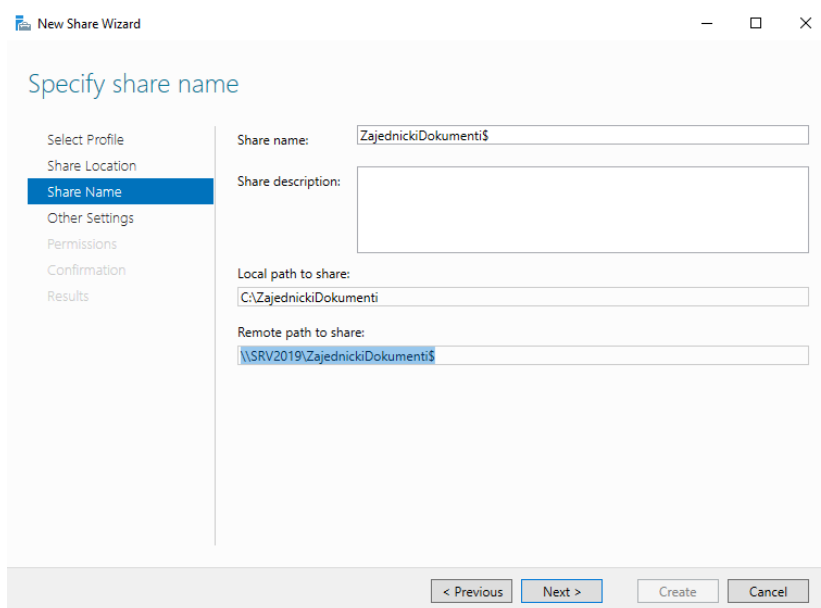 New Share Wizard
Specify share name
Select Profile
Share Location
Share Name
Other Settings
Permissions
Confirmation
Results
Share name:
ZajednickiDokumenti$
Share description:
Local path to share:
C:\ZajednickiDokumenti
Remote path to share:
\\SRV2019\ZajednickiDokumenti$
< Previous
Next >
Create
Cancel